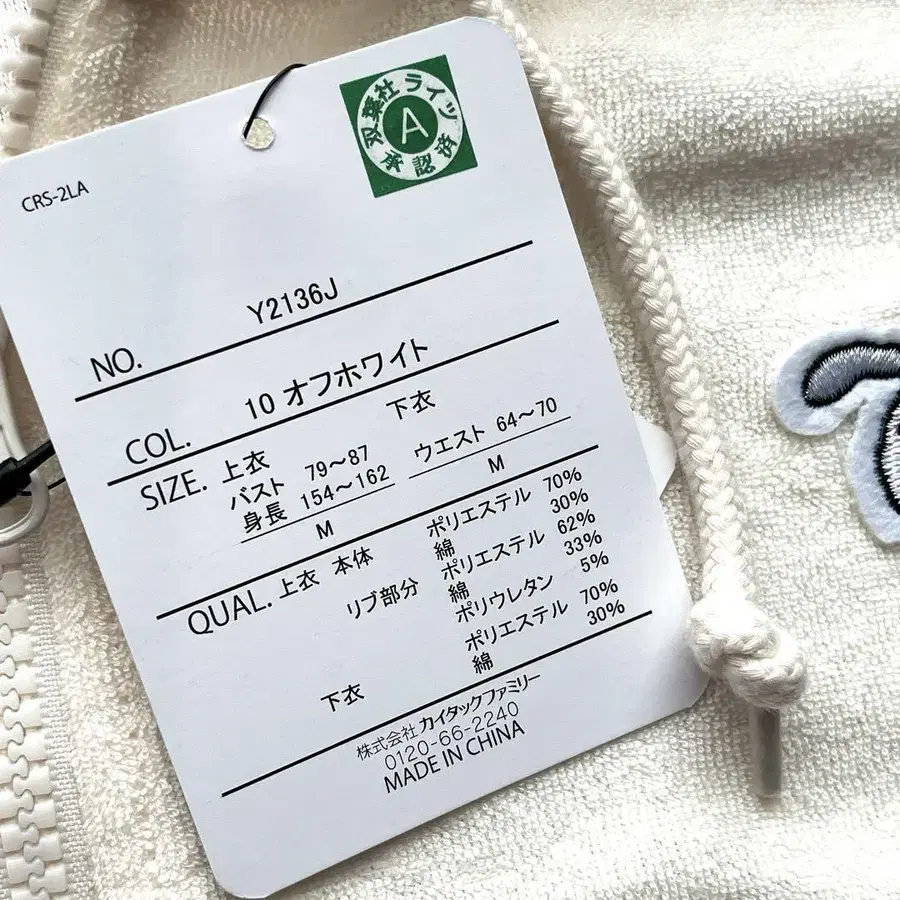 双葉社ライツ
A
承認済
CRS-2LA
NO. Y2136J
COL. 10 オフホワイト
SIZE. 上衣 下衣
バスト 79～87 ウエスト 64～70
身長 154～162
M M
QUAL. 上衣 本体 ポリエステル 70%
綿 30%
リブ部分 ポリエステル 62%
綿 33%
ポリウレタン 5%
下衣 ポリエステル 70%
綿 30%
株式会社 カイタックファミリー
0120-66-2240
MADE IN CHINA